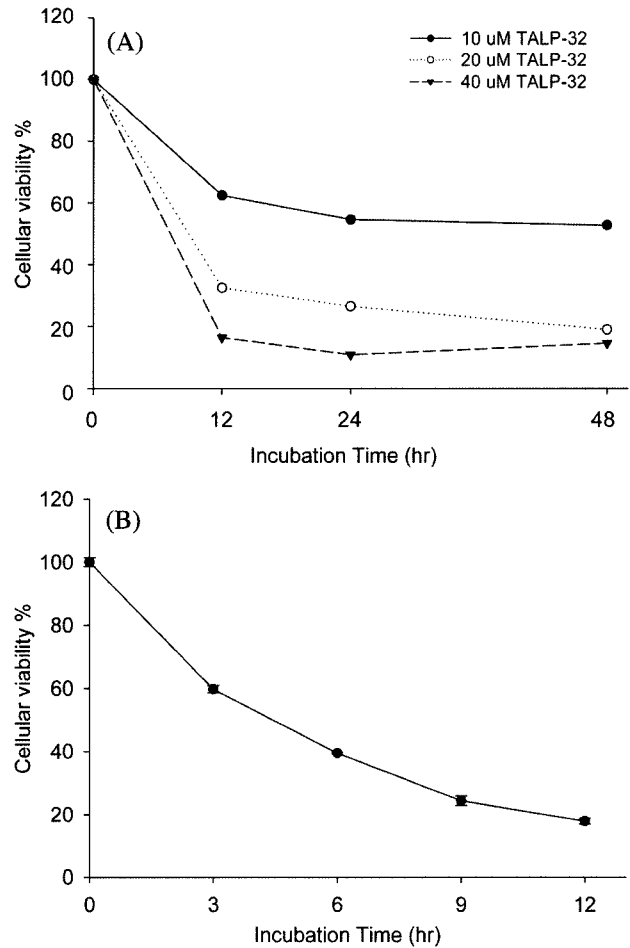 120
(A)
10 uM TALP-32
20 uM TALP-32
40 uM TALP-32
100
80
60
40
20
0
Cellular viability %
0 12 24 48
Incubation Time (hr)
120
(B)
100
80
60
40
20
0
Cellular viability %
0 3 6 9 12
Incubation Time (hr)